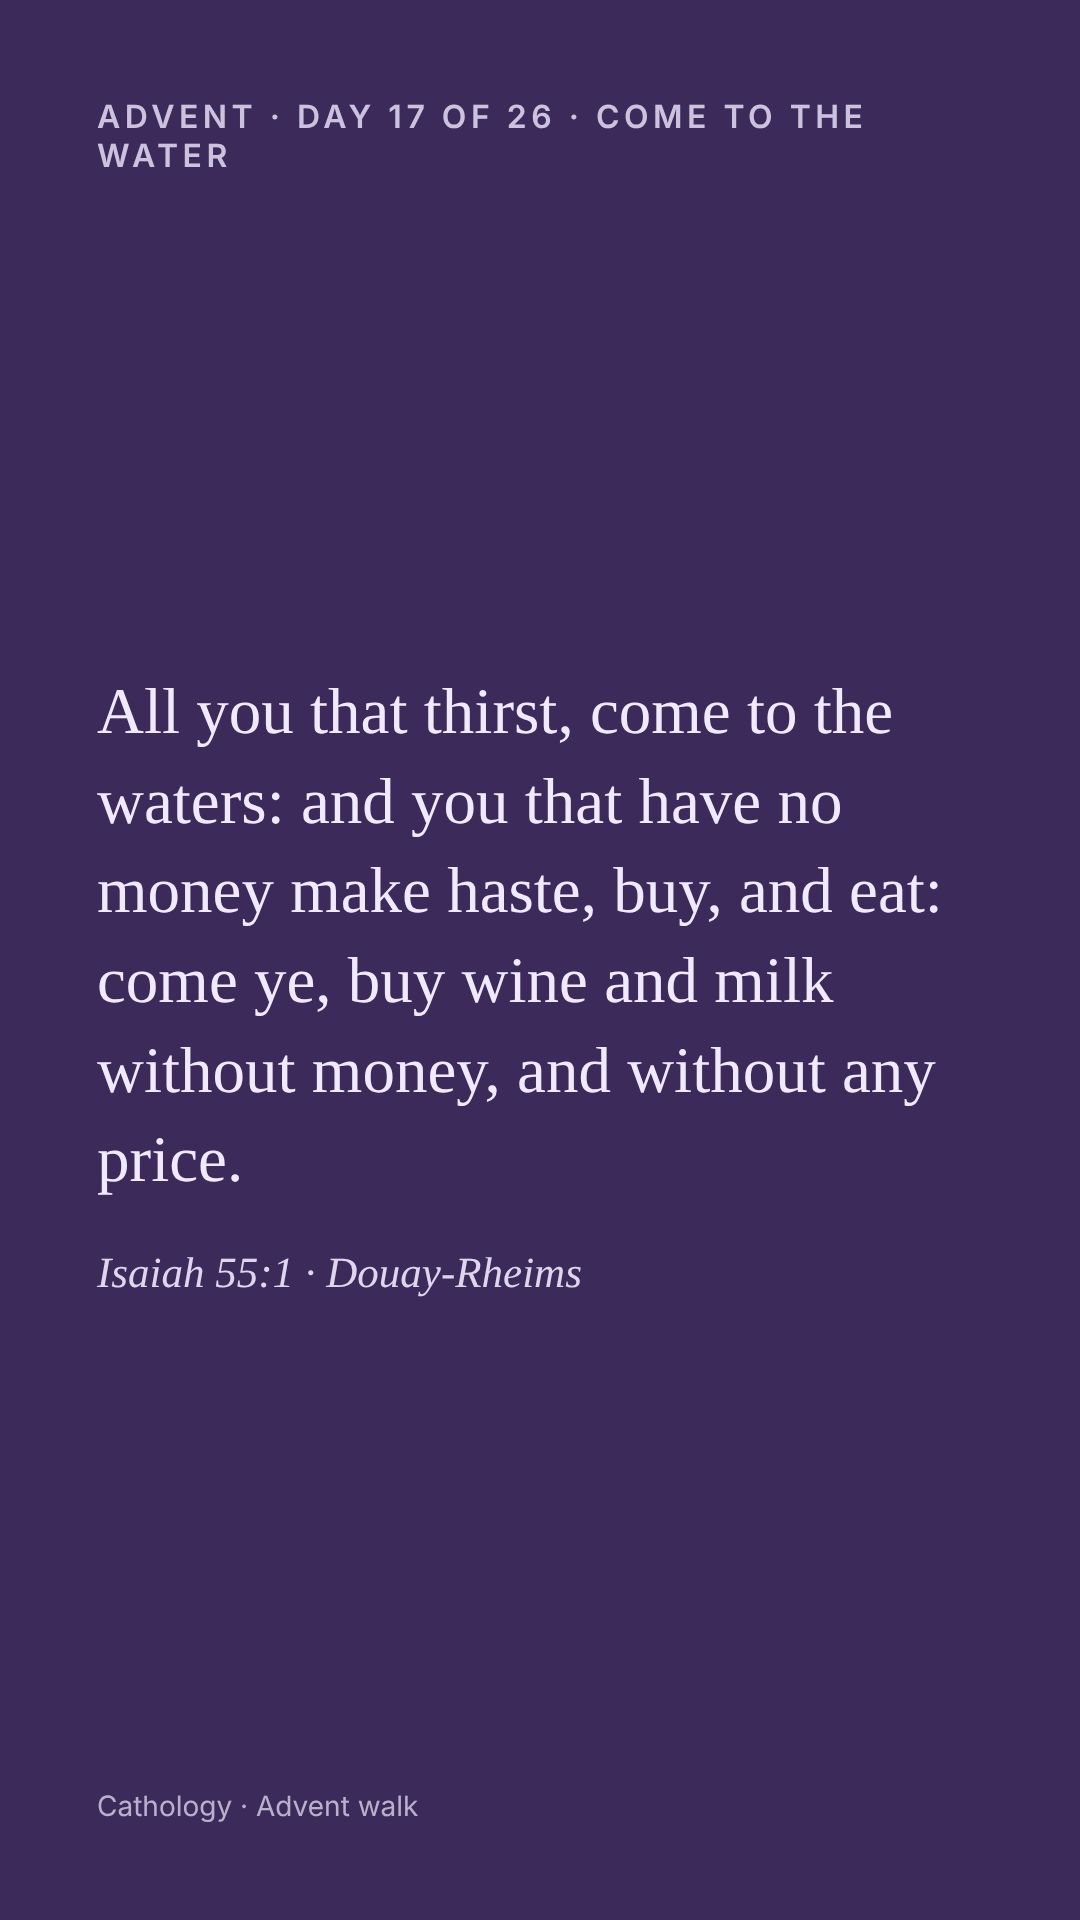 ADVENT · DAY 17 OF 26 · COME TO THE
WATER
All you that thirst, come to the
waters: and you that have no
money make haste, buy, and eat:
come ye, buy wine and milk
without money, and without any
price.
Isaiah 55:1 · Douay-Rheims
Cathology · Advent walk